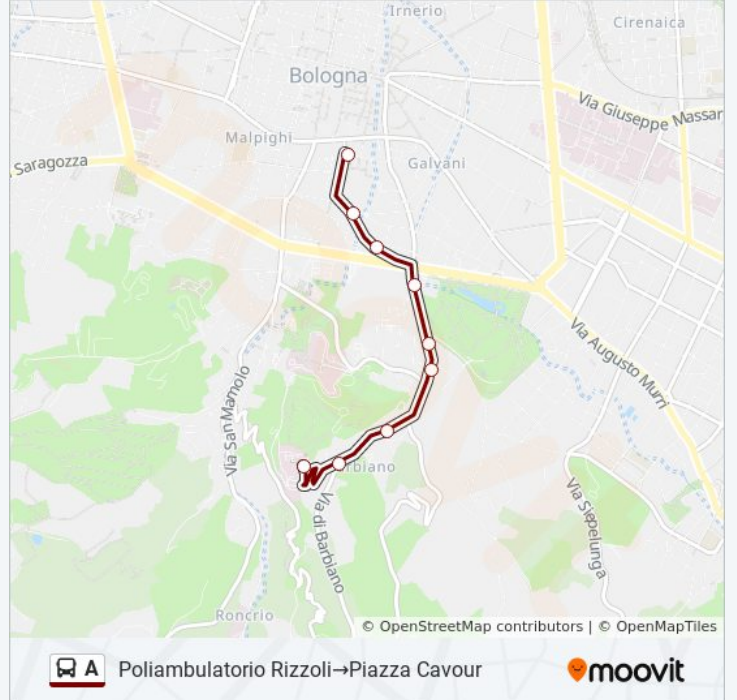 Irnerio
Cirenaica
Bologna
Via Giuseppe Massar
Malpighi
Galvani
Saragozza
Via Augusto Murri
Via San Mamolo
rbiano
Via di Barbiano
Via Siepelunga
Roncrio
© OpenStreetMap contributors | © OpenMapTiles
A Poliambulatorio Rizzoli→Piazza Cavour
moovit